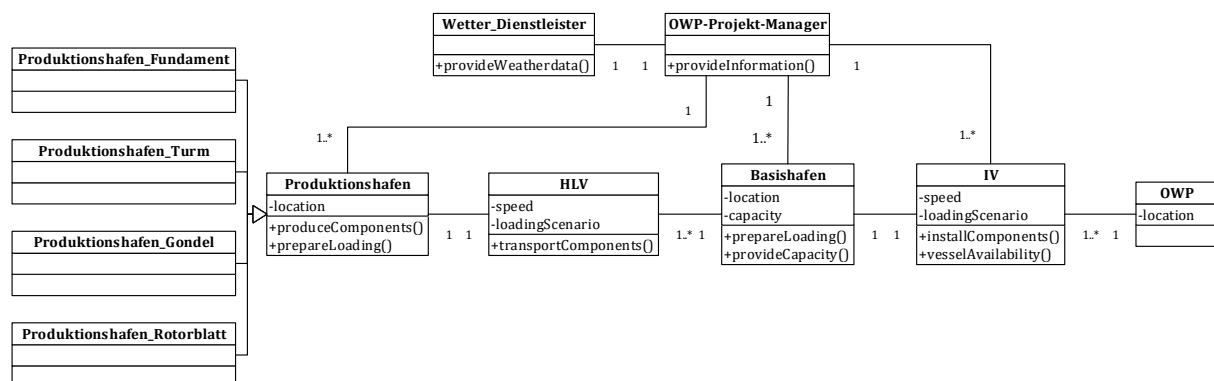 Wetter_Dienstleister
+provideWeatherdata()
OWP-Projekt-Manager
+provideInformation()
1 1
1
1
1
1..*
1..*
1..*
Produktionshafen_Fundament
Produktionshafen_Turm
Produktionshafen_Gondel
Produktionshafen_Rotorblatt
Produktionshafen
-location
+produceComponents()
+prepareLoading()
1 1
HLV
-speed
-loadingScenario
+transportComponents()
1..* 1
Basishafen
-location
-capacity
+prepareLoading()
+provideCapacity()
1 1
IV
-speed
-loadingScenario
+installComponents()
+vesselAvailability()
1..* 1
OWP
-location